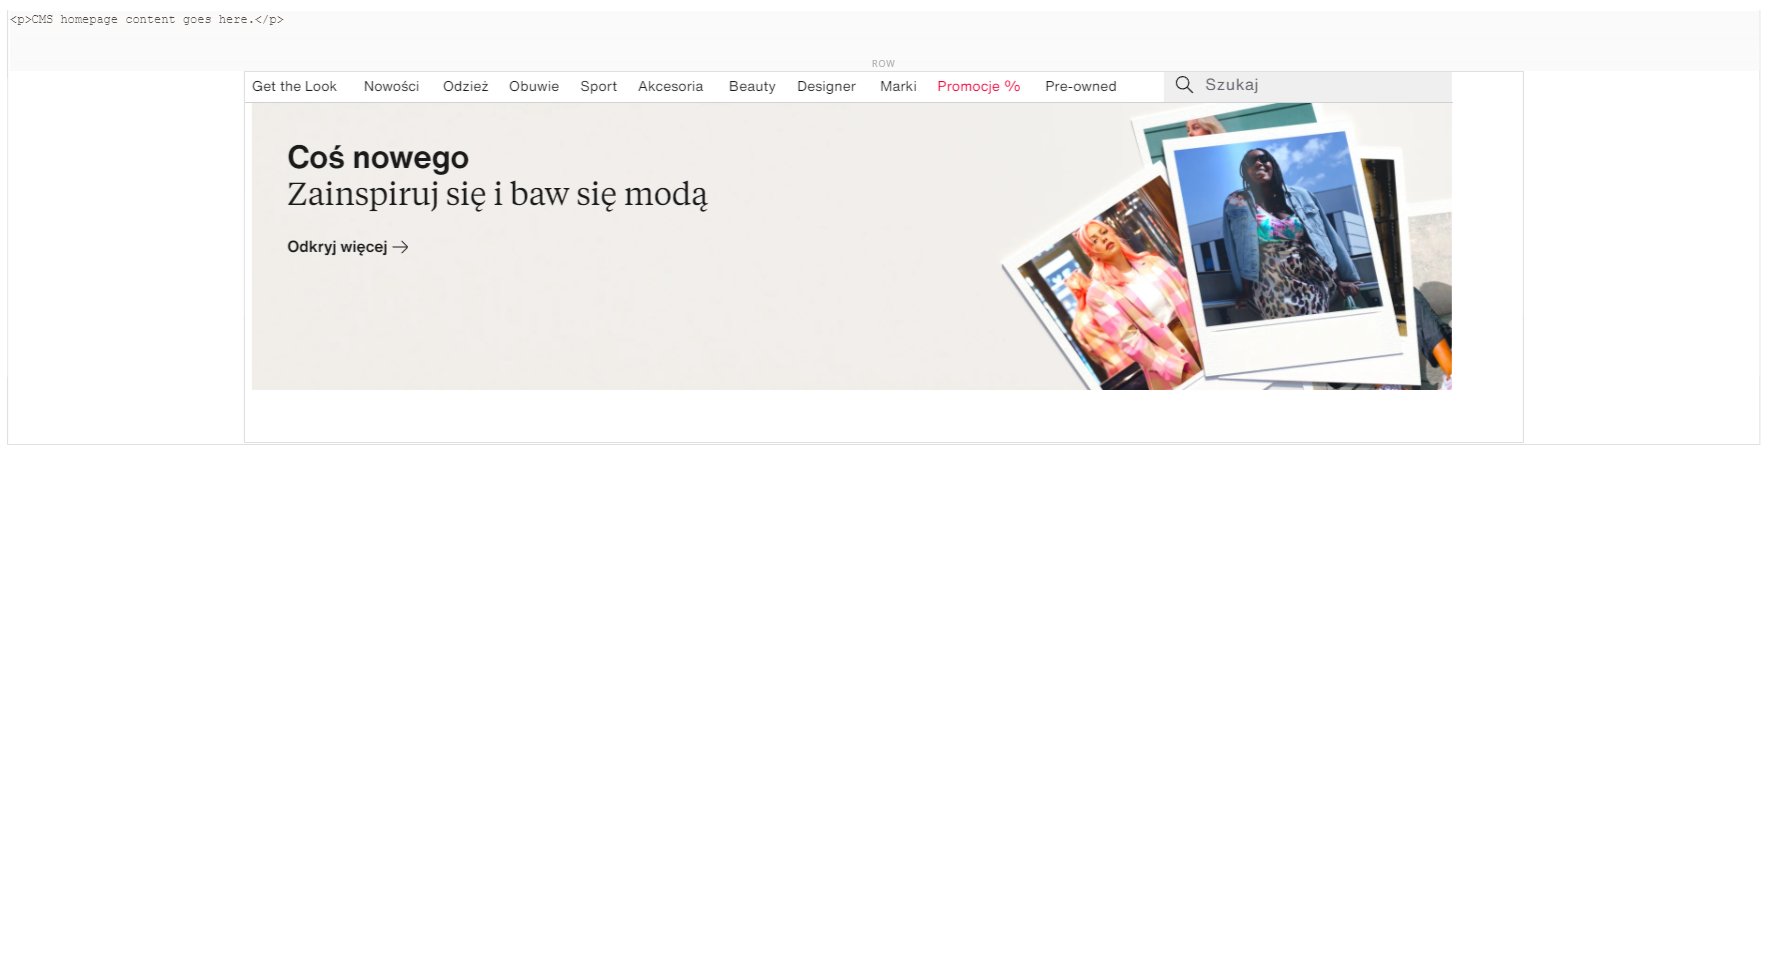 <p>CMS homepage content goes here.</p>
ROW
Get the Look Nowości Odzież Obuwie Sport Akcesoria Beauty Designer Marki Promocje % Pre-owned Szukaj
Coś nowego
Zainspiruj się i baw się modą
Odkryj więcej →